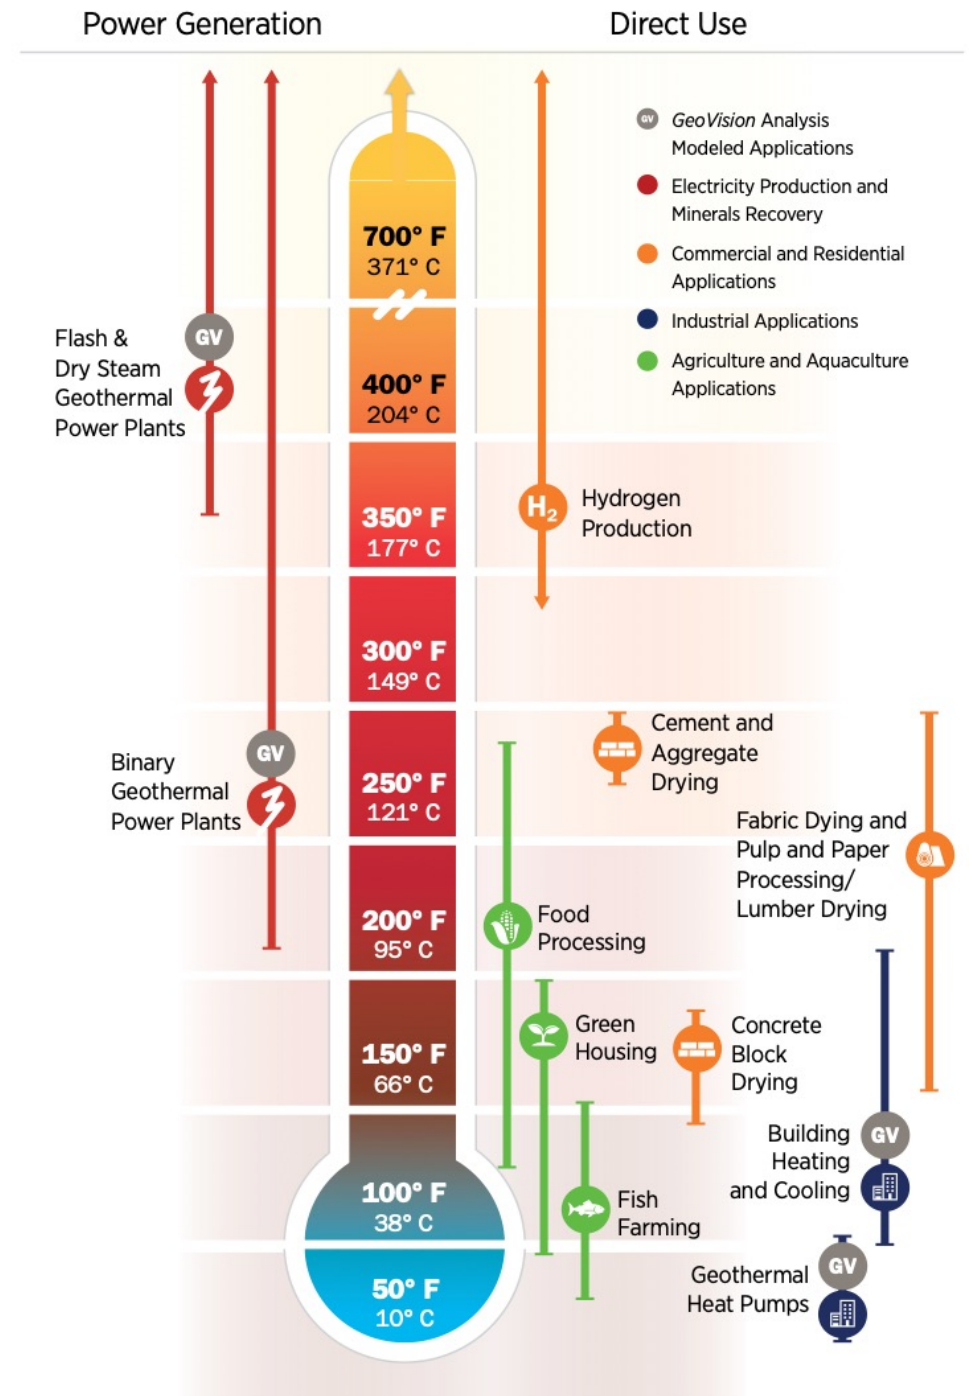 Power Generation
Direct Use
GV GeoVision Analysis
Modeled Applications
Electricity Production and
Minerals Recovery
Commercial and Residential
Applications
Industrial Applications
Agriculture and Aquaculture
Applications
700° F
371° C
Flash &
Dry Steam
Geothermal
Power Plants
GV
400° F
204° C
350° F
177° C
H2
Hydrogen
Production
300° F
149° C
Binary
Geothermal
Power Plants
GV
250° F
121° C
Cement and
Aggregate
Drying
Fabric Dying and
Pulp and Paper
Processing/
Lumber Drying
200° F
95° C
Food
Processing
150° F
66° C
Green
Housing
Concrete
Block
Drying
100° F
38° C
Fish
Farming
Building
Heating
and Cooling
GV
50° F
10° C
Geothermal
Heat Pumps
GV